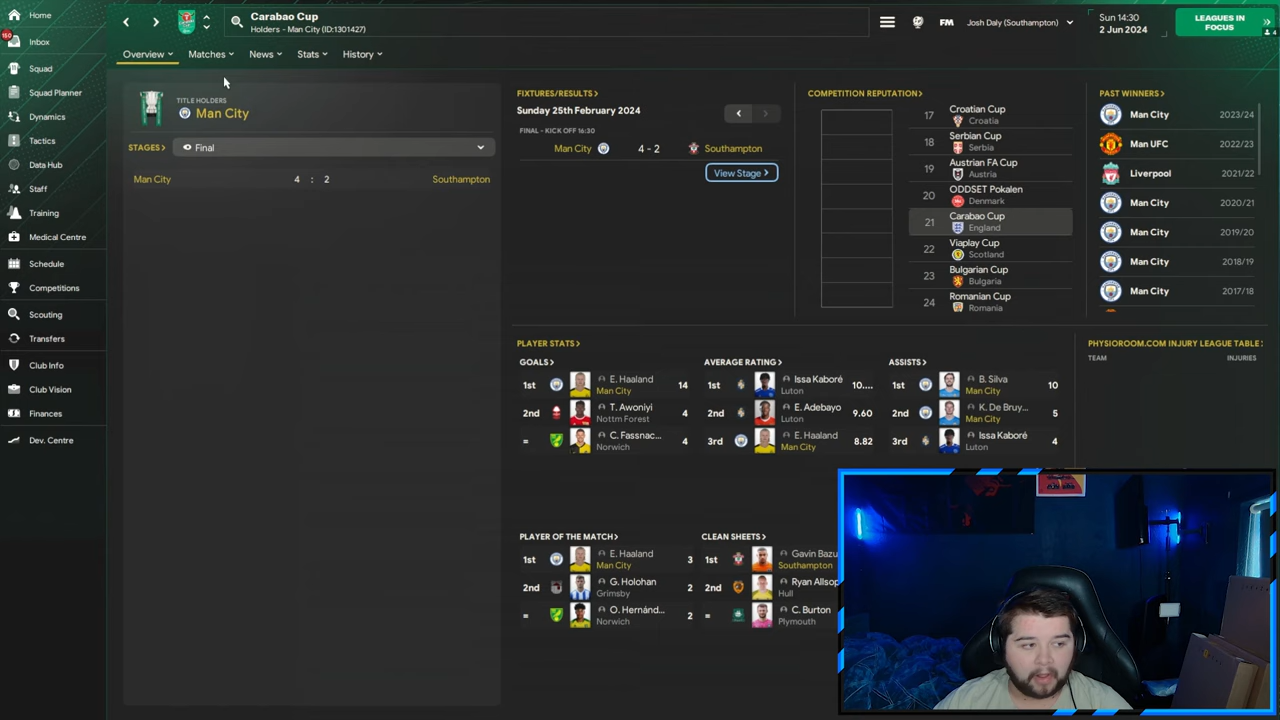 Home
150
Inbox
Squad
Squad Planner
Dynamics
Tactics
Data Hub
Staff
Training
Medical Centre
Schedule
Competitions
Scouting
Transfers
Club Info
Club Vision
Finances
Dev. Centre
Carabao Cup
Holders - Man City (ID:1301427)
FM
Josh Daly (Southampton)
Sun 14:30
2 Jun 2024
LEAGUES IN
FOCUS
4
Overview
Matches
News
Stats
History
TITLE HOLDERS
Man City
STAGES
Final
Man City 4 : 2 Southampton
FIXTURES/RESULTS
Sunday 25th February 2024
FINAL - KICK OFF 16:30
Man City 4 - 2 Southampton
View Stage
COMPETITION REPUTATION
17 Croatian Cup
Croatia
18 Serbian Cup
Serbia
19 Austrian FA Cup
Austria
20 ODDSET Pokalen
Denmark
21 Carabao Cup
England
22 Viaplay Cup
Scotland
23 Bulgarian Cup
Bulgaria
24 Romanian Cup
Romania
PAST WINNERS
Man City 2023/24
Man UFC 2022/23
Liverpool 2021/22
Man City 2020/21
Man City 2019/20
Man City 2018/19
Man City 2017/18
PLAYER STATS
GOALS
1st E. Haaland 14
Man City
2nd T. Awoniyi 4
Nottm Forest
= C. Fassnac... 4
Norwich
AVERAGE RATING
1st Issa Kaboré 10....
Luton
2nd E. Adebayo 9.60
Luton
3rd E. Haaland 8.82
Man City
ASSISTS
1st B. Silva 10
Man City
2nd K. De Bruy... 5
Man City
3rd Issa Kaboré 4
Luton
PHYSIOROOM.COM INJURY LEAGUE TABLE
TEAM INJURIES
PLAYER OF THE MATCH
1st E. Haaland 3
Man City
2nd G. Holohan 2
Grimsby
= O. Hernánd... 2
Norwich
CLEAN SHEETS
1st Gavin Bazu
Southampton
2nd Ryan Allsop
Hull
= C. Burton
Plymouth